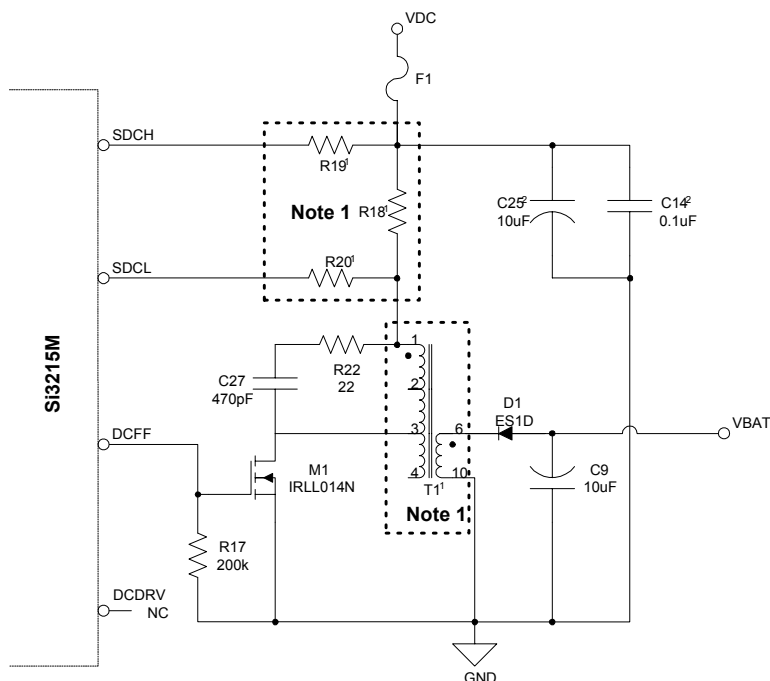 VDC
F1
SDCH
R19¹
Note 1
R18¹
C25²
10uF
C14²
0.1uF
SDCL
R20¹
Si3215M
1
R22
22
C27
470pF
2
D1
ES1D
3
6
VBAT
DCFF
M1
IRLL014N
4
10
T1¹
C9
10uF
Note 1
R17
200k
DCDRV
NC
GND